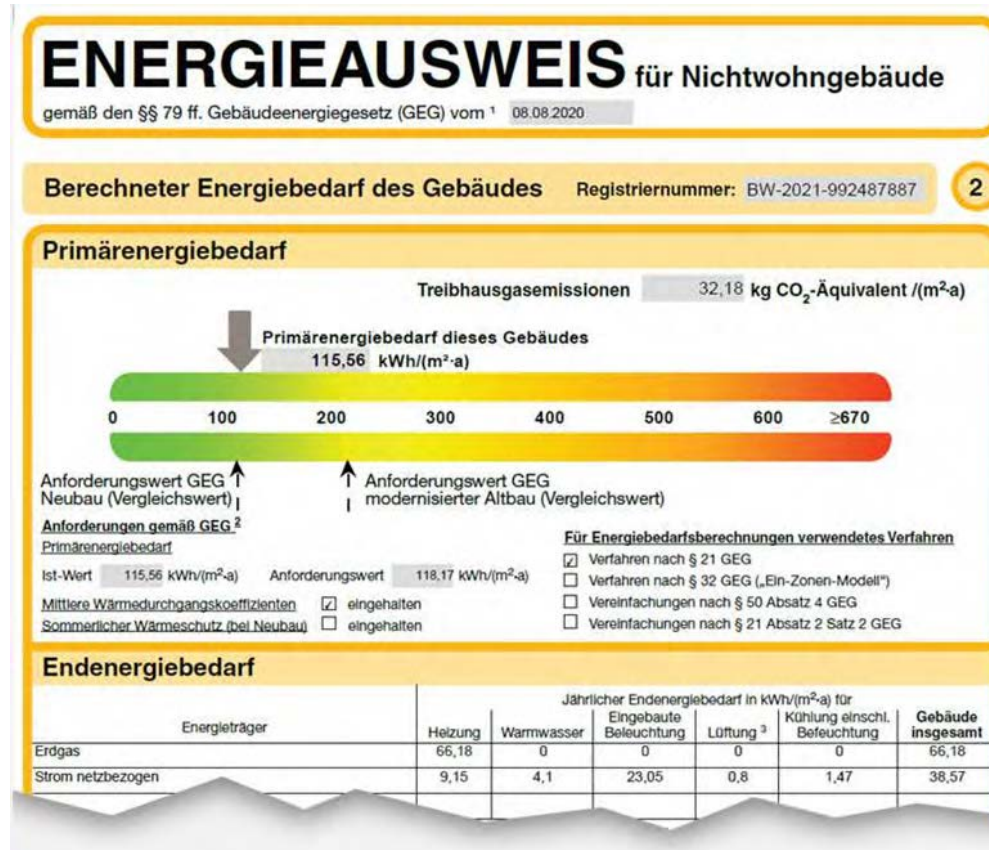 ENERGIEAUSWEIS für Nichtwohngebäude
gemäß den §§ 79 ff. Gebäudeenergiegesetz (GEG) vom ¹ 08.08.2020
Berechneter Energiebedarf des Gebäudes Registriernummer: BW-2021-992487887 2
Primärenergiebedarf
Treibhausgasemissionen 32,18 kg CO₂-Äquivalent /(m²·a)
Primärenergiebedarf dieses Gebäudes
115,56 kWh/(m²·a)
0 100 200 300 400 500 600 ≥670
Anforderungswert GEG Neubau (Vergleichswert)
Anforderungswert GEG modernisierter Altbau (Vergleichswert)
Anforderungen gemäß GEG ²
Primärenergiebedarf
Ist-Wert 115,56 kWh/(m²·a) Anforderungswert 118,17 kWh/(m²·a)
Mittlere Wärmedurchgangskoeffizienten ☑ eingehalten
Sommerlicher Wärmeschutz (bei Neubau) ☐ eingehalten
Für Energiebedarfsberechnungen verwendetes Verfahren
☑ Verfahren nach § 21 GEG
☐ Verfahren nach § 32 GEG („Ein-Zonen-Modell")
☐ Vereinfachungen nach § 50 Absatz 4 GEG
☐ Vereinfachungen nach § 21 Absatz 2 Satz 2 GEG
Endenergiebedarf
Jährlicher Endenergiebedarf in kWh/(m²·a) für
Energieträger Heizung Warmwasser Eingebaute Beleuchtung Lüftung ³ Kühlung einschl. Befeuchtung Gebäude insgesamt
Erdgas 66,18 0 0 0 0 66,18
Strom netzbezogen 9,15 4,1 23,05 0,8 1,47 38,57